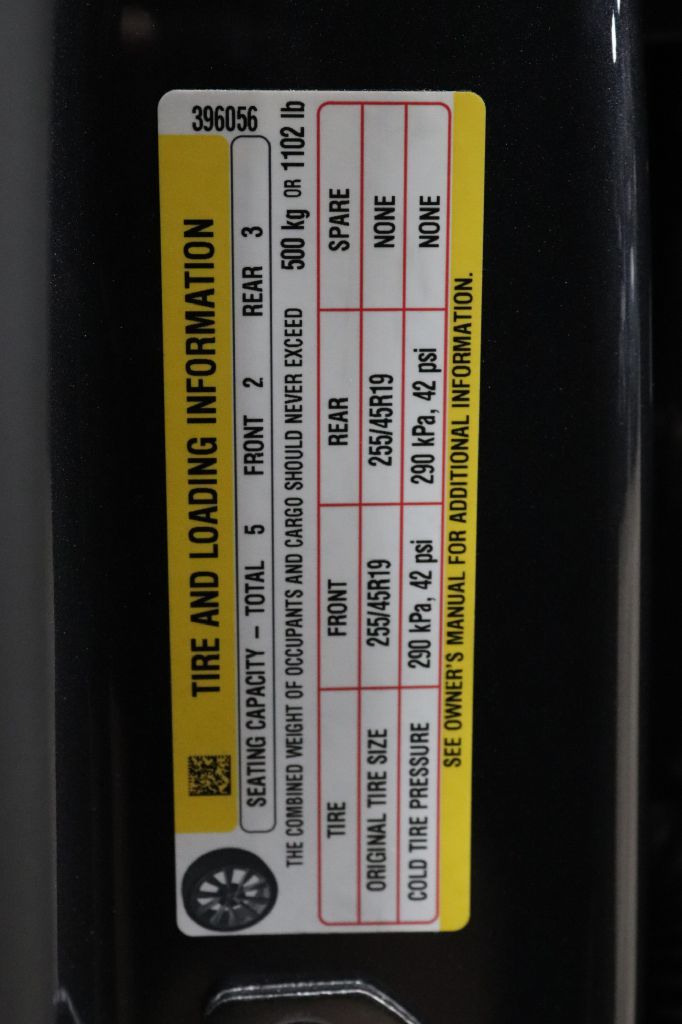 396056
TIRE AND LOADING INFORMATION
SEATING CAPACITY – TOTAL 5 FRONT 2 REAR 3
THE COMBINED WEIGHT OF OCCUPANTS AND CARGO SHOULD NEVER EXCEED 500 kg OR 1102 lb
TIRE FRONT REAR SPARE
ORIGINAL TIRE SIZE 255/45R19 255/45R19 NONE
COLD TIRE PRESSURE 290 kPa, 42 psi 290 kPa, 42 psi NONE
SEE OWNER'S MANUAL FOR ADDITIONAL INFORMATION.